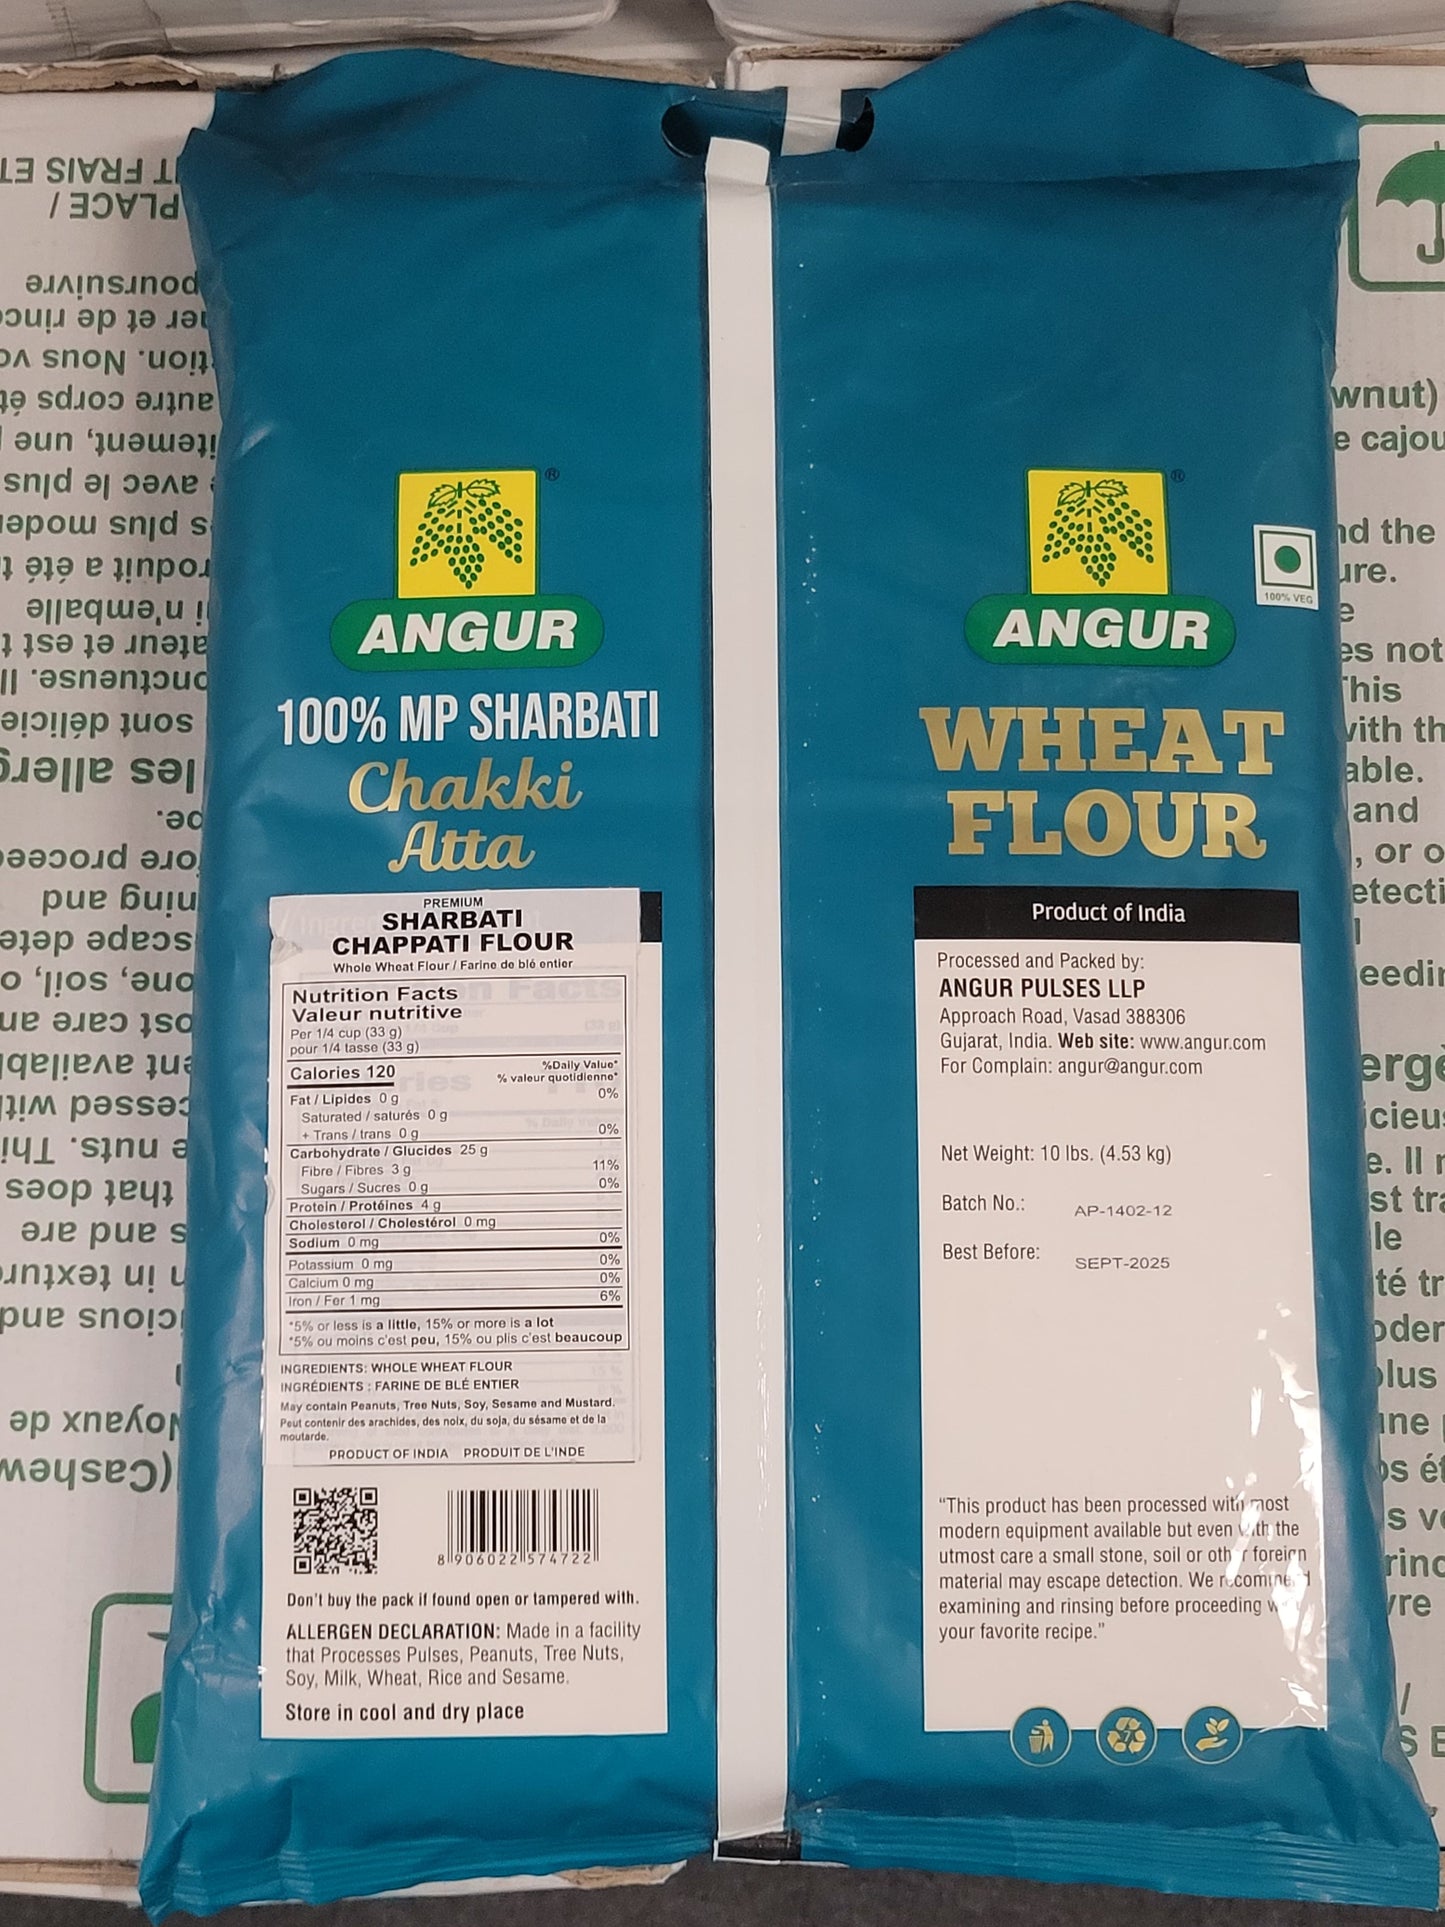 ®
ANGUR
100% MP SHARBATI
Chakki
Atta
PREMIUM
SHARBATI
CHAPPATI FLOUR
Whole Wheat Flour / Farine de blé entier
Nutrition Facts
Valeur nutritive
Per 1/4 cup (33 g)
pour 1/4 tasse (33 g)
Calories 120
%Daily Value*
% valeur quotidienne*
Fat / Lipides 0 g 0%
Saturated / saturés 0 g
+ Trans / trans 0 g 0%
Carbohydrate / Glucides 25 g
Fibre / Fibres 3 g 11%
Sugars / Sucres 0 g 0%
Protein / Protéines 4 g
Cholesterol / Cholestérol 0 mg
Sodium 0 mg 0%
Potassium 0 mg 0%
Calcium 0 mg 0%
Iron / Fer 1 mg 6%
*5% or less is a little, 15% or more is a lot
*5% ou moins c'est peu, 15% ou plis c'est beaucoup
INGREDIENTS: WHOLE WHEAT FLOUR
INGRÉDIENTS : FARINE DE BLÉ ENTIER
May contain Peanuts, Tree Nuts, Soy, Sesame and Mustard.
Peut contenir des arachides, des noix, du soja, du sésame et de la
moutarde.
PRODUCT OF INDIA PRODUIT DE L'INDE
8 906022 574722
Don't buy the pack if found open or tampered with.
ALLERGEN DECLARATION: Made in a facility
that Processes Pulses, Peanuts, Tree Nuts,
Soy, Milk, Wheat, Rice and Sesame.
Store in cool and dry place
®
ANGUR
100% VEG
WHEAT
FLOUR
Product of India
Processed and Packed by:
ANGUR PULSES LLP
Approach Road, Vasad 388306
Gujarat, India. Web site: www.angur.com
For Complain: angur@angur.com
Net Weight: 10 lbs. (4.53 kg)
Batch No.: AP-1402-12
Best Before: SEPT-2025
"This product has been processed with most
modern equipment available but even with the
utmost care a small stone, soil or other foreign
material may escape detection. We recommend
examining and rinsing before proceeding
your favorite recipe."
7